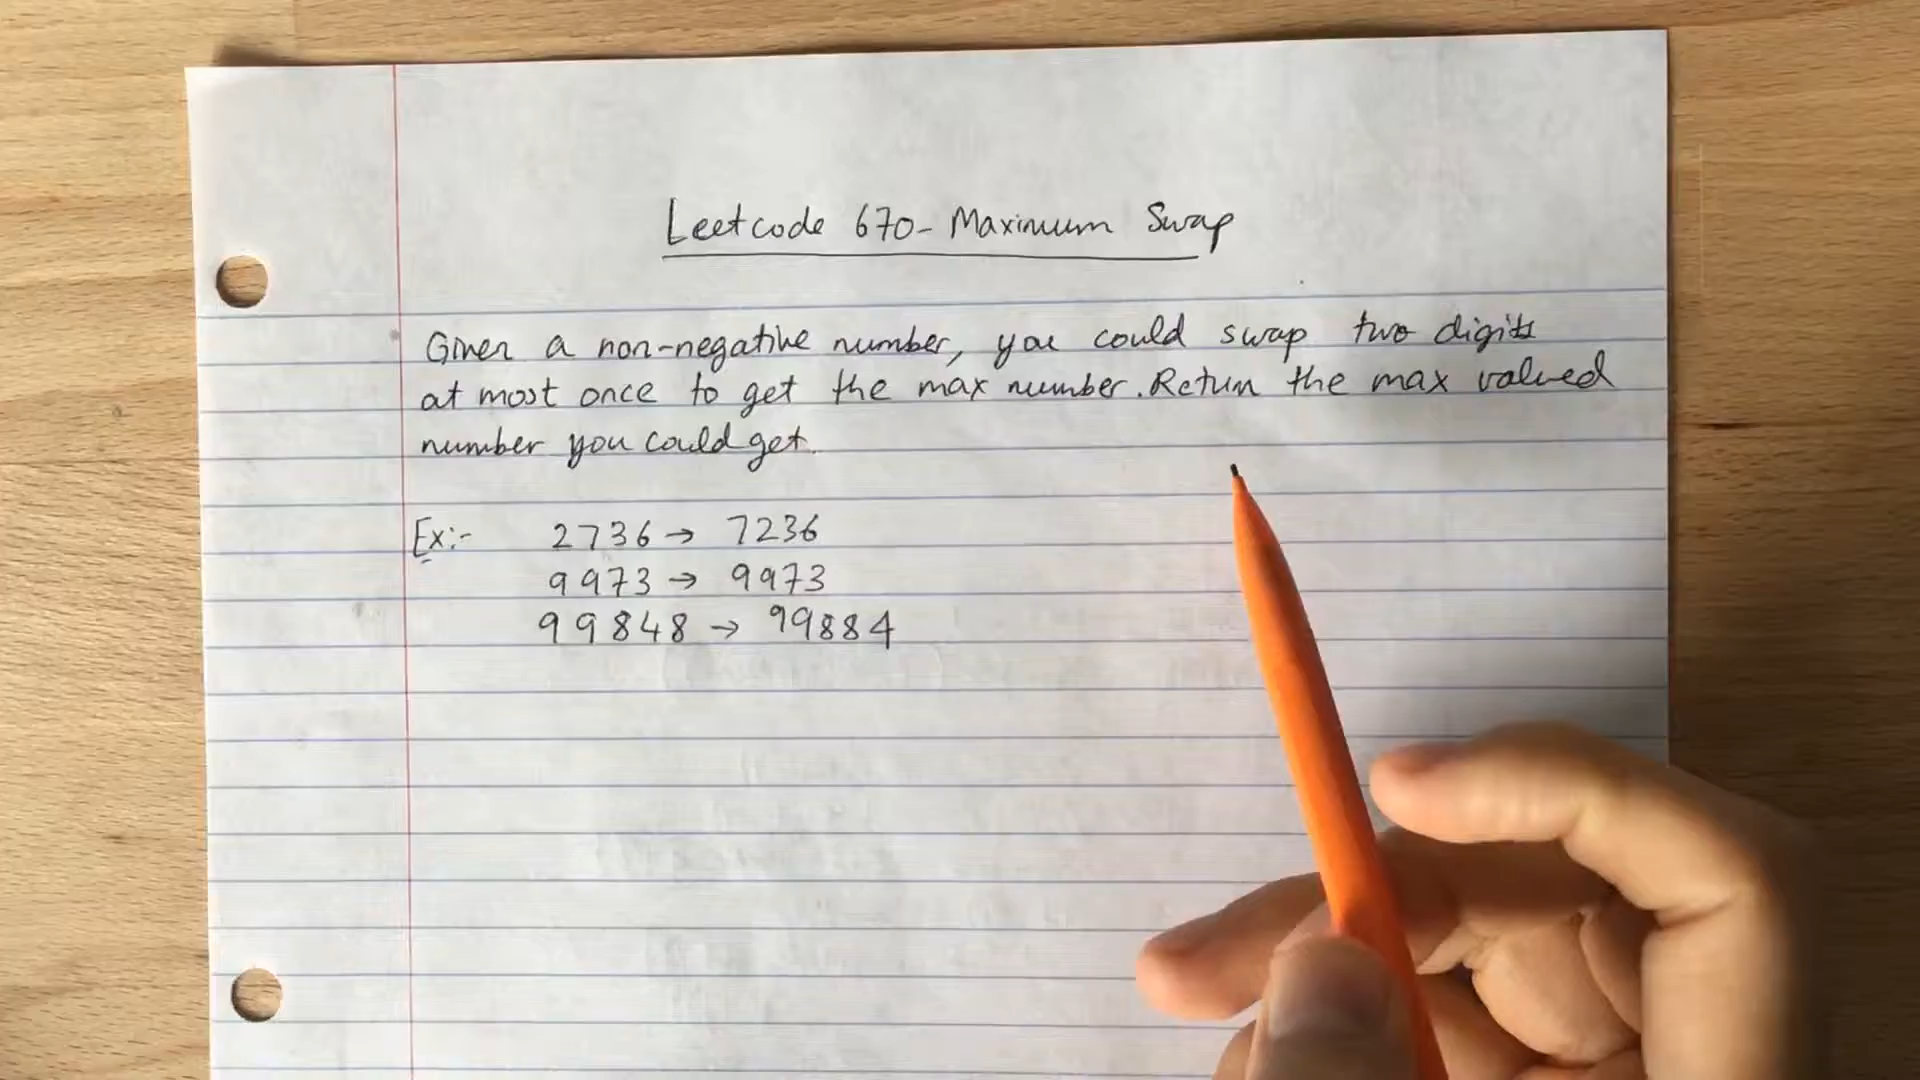 Leetcode 670- Maximum Swap
Given a non-negative number, you could swap two digits
at most once to get the max number. Return the max valued
number you could get.
Ex:- 2736 → 7236
9973 → 9973
99848 → 99884